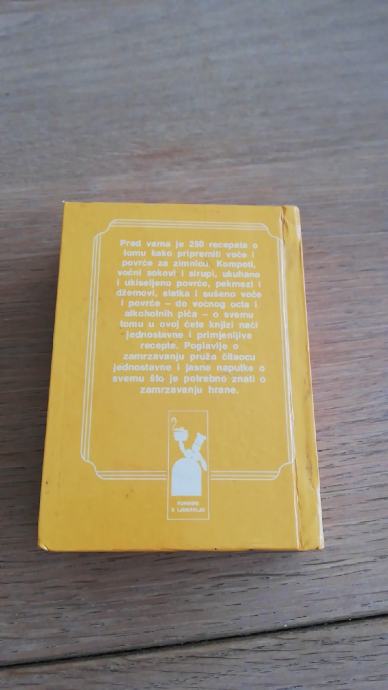 Pred vama je 250 recepata o
tomu kako pripremiti voće i
povrće za zimnicu. Kompoti,
voćni sokovi i sirupi, ukuhano
i ukiseljeno povrće, pekmezi i
džemovi, slatka i sušeno voće
i povrće – do voćnog octa i
alkoholnih pića – o svemu
tomu u ovoj ćete knjizi naći
jednostavne i primjenjive
recepte. Poglavlje o
zamrzavanju pruža čitaocu
jednostavne i jasne naputke o
svemu što je potrebno znati o
zamrzavanju hrane.